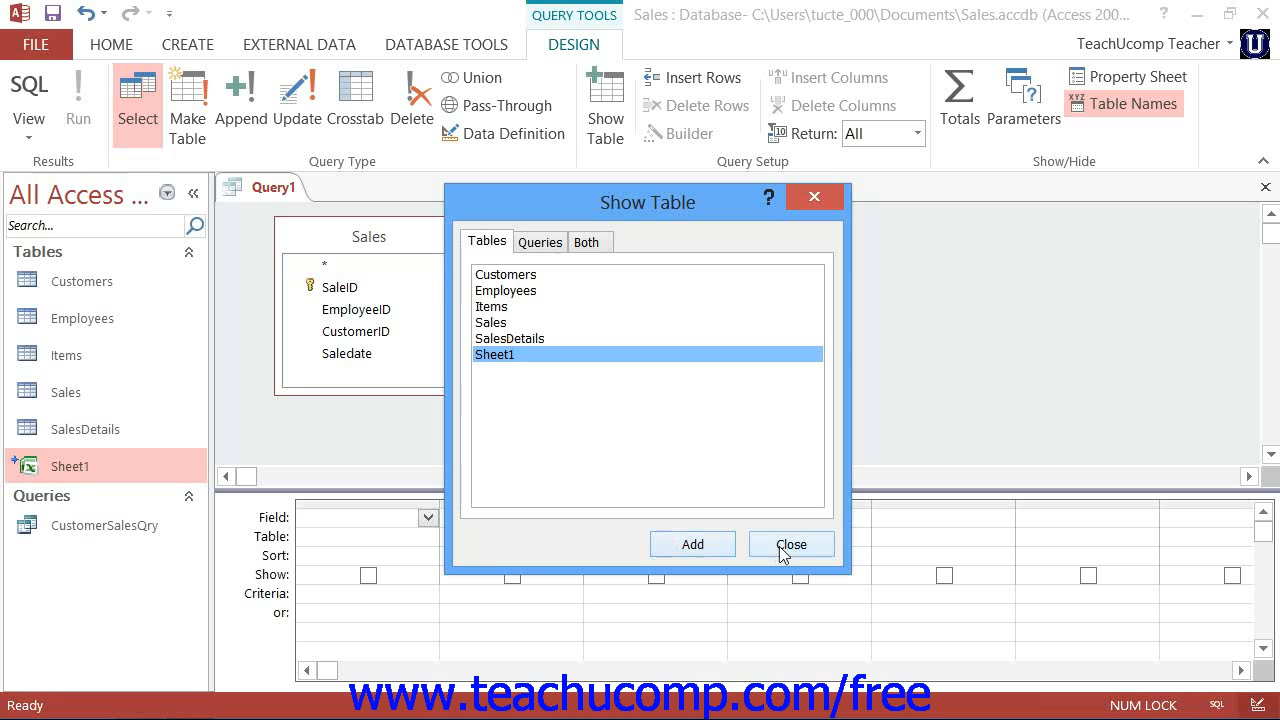 QUERY TOOLS
Sales : Database- C:\Users\tucte_000\Documents\Sales.accdb (Access 200...
?
FILE HOME CREATE EXTERNAL DATA DATABASE TOOLS DESIGN
TeachUcomp Teacher
U
SQL
View
Run
Select
Make
Table
Append
Update
Crosstab
Delete
Union
Pass-Through
Data Definition
Show
Table
Insert Rows
Delete Rows
Builder
Insert Columns
Delete Columns
Return: All
Totals
Parameters
Property Sheet
XYZ Table Names
Results
Query Type
Query Setup
Show/Hide
All Access ...
Search...
Tables
Customers
Employees
Items
Sales
SalesDetails
Sheet1
Queries
CustomerSalesQry
Query1
Sales
*
SaleID
EmployeeID
CustomerID
Saledate
Show Table
?
Tables Queries Both
Customers
Employees
Items
Sales
SalesDetails
Sheet1
Add Close
Field:
Table:
Sort:
Show:
Criteria:
or:
www.teachucomp.com/free
Ready
NUM LOCK
SQL